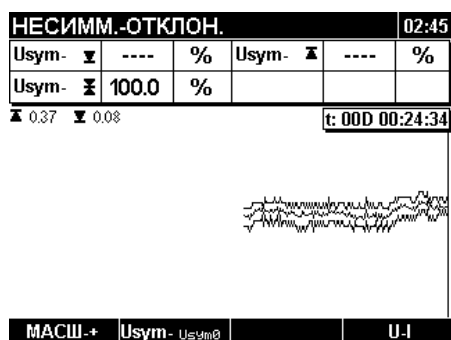 НЕСИММ.-ОТКЛОН. 02:45
Usym- ---- % Usym- ---- %
Usym- 100.0 %
0.37 0.08 t: 00D 00:24:34
МАСШ-+ Usym- Usym0 U-I